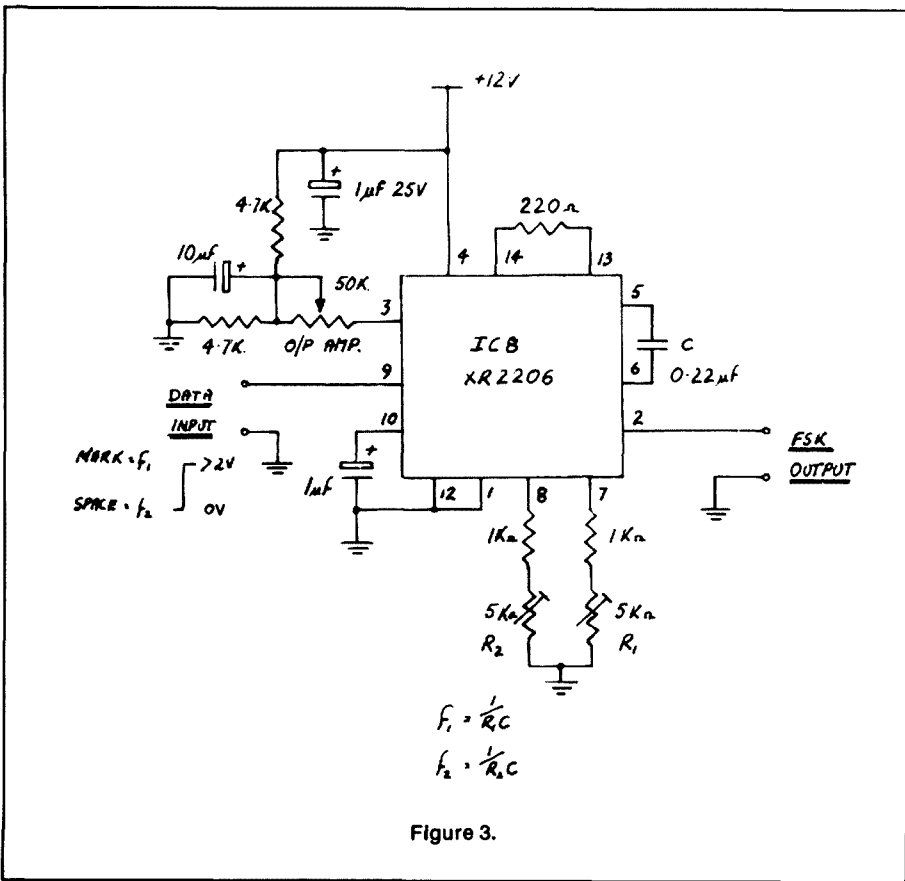 +12V
1µF 25V
4.7K
220Ω
10µF
4
14
13
50K.
3
5
4.7K.
O/P AMP.
IC8
XR2206
C
0.22µF
6
9
2
DATA
INPUT
10
FSK
OUTPUT
MARK = f₁
>2V
SPACE = f₂
0V
1µF
12
1
8
7
1KΩ
1KΩ
5KΩ
R₂
5KΩ
R₁
f₁ = 1/R₁C
f₂ = 1/R₂C
Figure 3.